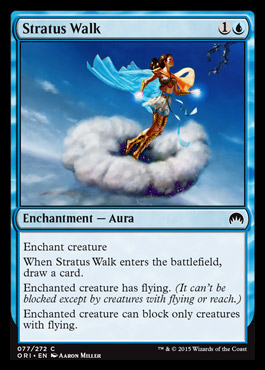 Stratus Walk 1
Enchantment — Aura
Enchant creature
When Stratus Walk enters the battlefield,
draw a card.
Enchanted creature has flying. (It can't be
blocked except by creatures with flying or reach.)
Enchanted creature can block only creatures
with flying.
077/272 C
ORI • EN Aaron Miller
™ & © 2015 Wizards of the Coast